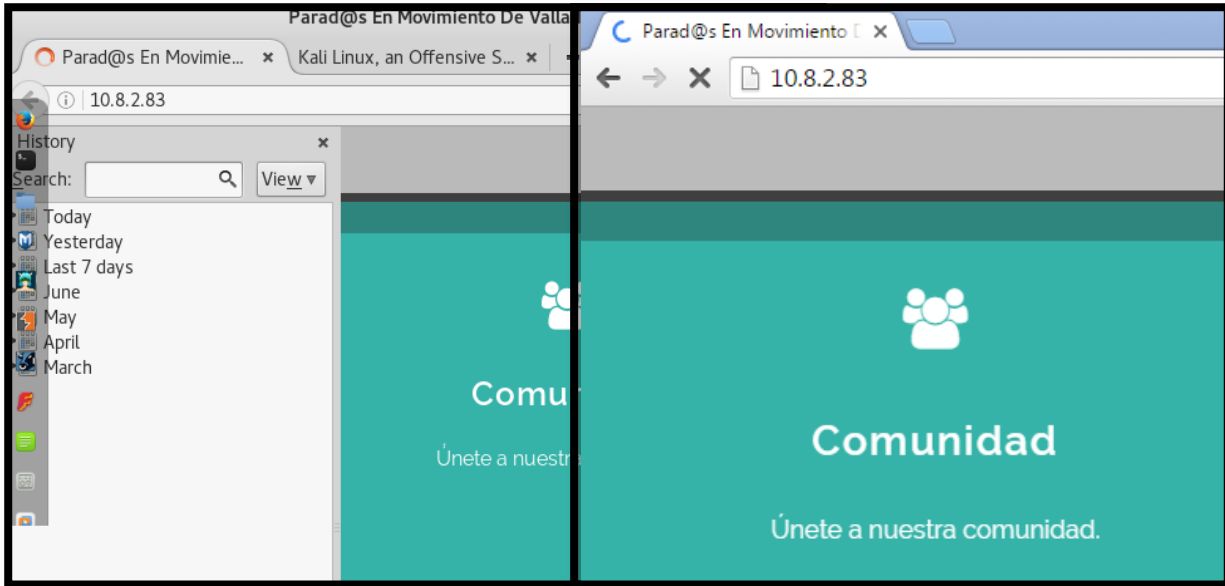 Parad@s En Movimiento De Valla
Parad@s En Movimie...
Kali Linux, an Offensive S...
10.8.2.83
History
Search:
View
Today
Yesterday
Last 7 days
June
May
April
March
Comu
Únete a nuestr
Parad@s En Movimiento
10.8.2.83
Comunidad
Únete a nuestra comunidad.